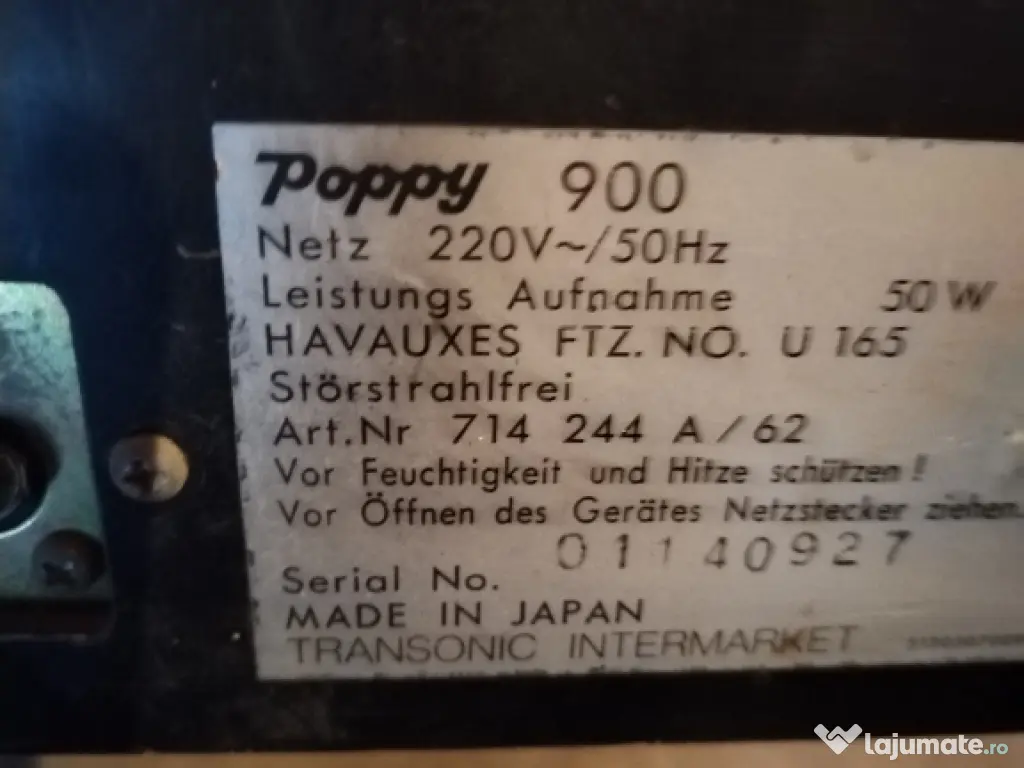 Poppy 900
Netz 220V~/50Hz
Leistungs Aufnahme 50 W
HAVAUXES FTZ. NO. U 165
Störstrahlfrei
Art.Nr 714 244 A/62
Vor Feuchtigkeit und Hitze schützen!
Vor Öffnen des Gerätes Netzstecker ziehen.
Serial No. 01140927
MADE IN JAPAN
TRANSONIC INTERMARKET
lajumate.ro